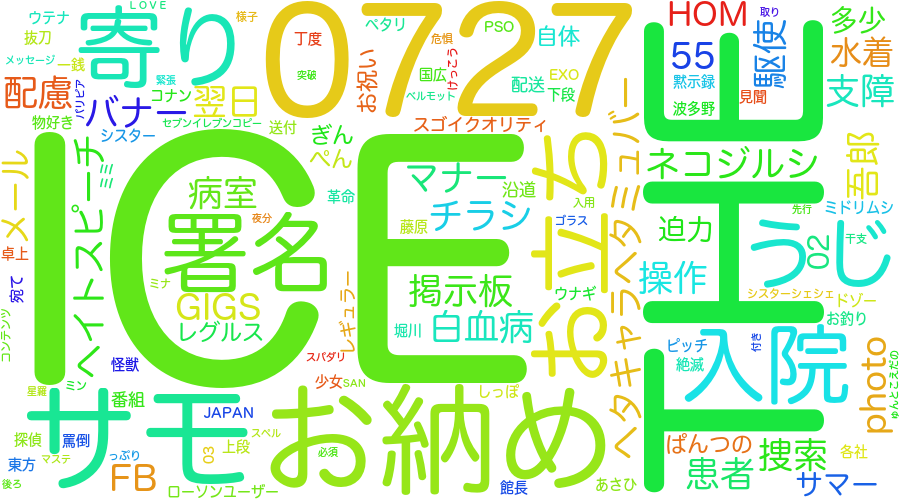 ウテナ
LOVE
抜刀
メッセージ
一銭
寄り
様子
0727
HOM
取り
多少
ペタリ
PSO
危惧
自体
55
駆使
水着
丁度
突破
お祝い
国広
けっこう
EXO
配送
下段
ベルモット
黙示録
見聞
支障
配慮
パリピア
緊張
コナン
翌日
バナー
物好き
シスター
セブンイレブンコピー
送付
スゴイクオリティ
波多野
THE
ICE
メール
ヘイトスピーチ
ミミ
ぎん
ぺん
病室
革命
マナー
沿道
お立ち
ヘタキャラヘタミュバー
ネコジルシ
吾郎
署名
夜分
藤原
チラシ
入用
ゴラス
迫力
うじ
02
先行
ミドリムシ
干支
卓上
宛て
ミナ
GIGS
レギュラー
掲示板
ウナギ
操作
シスターシェシェ
ドゾー
お釣り
レグルス
堀川
白血病
コンテンツ
怪獣
スパダリ
ピッチ
絶滅
入院
付き
photo
ゅんとこえだの
星羅
ミン
番組
少女
SAN
しっぽ
サモ
JAPAN
お納め
探偵
罵倒
マステ
03
上段
スペル
必須
ぱんつの
捜索
各社
東方
っぷり
FB
後ろ
ローソンユーザー
館長
あさひ
患者
サマー